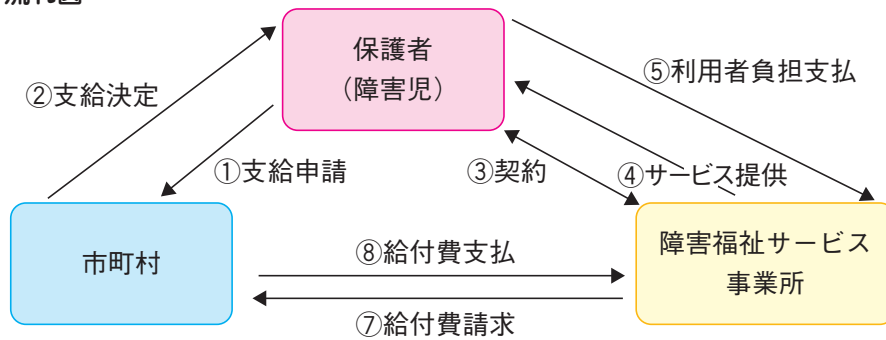 保護者
（障害児）
②支給決定
⑤利用者負担支払
①支給申請
③契約
④サービス提供
市町村
⑧給付費支払
障害福祉サービス
事業所
⑦給付費請求